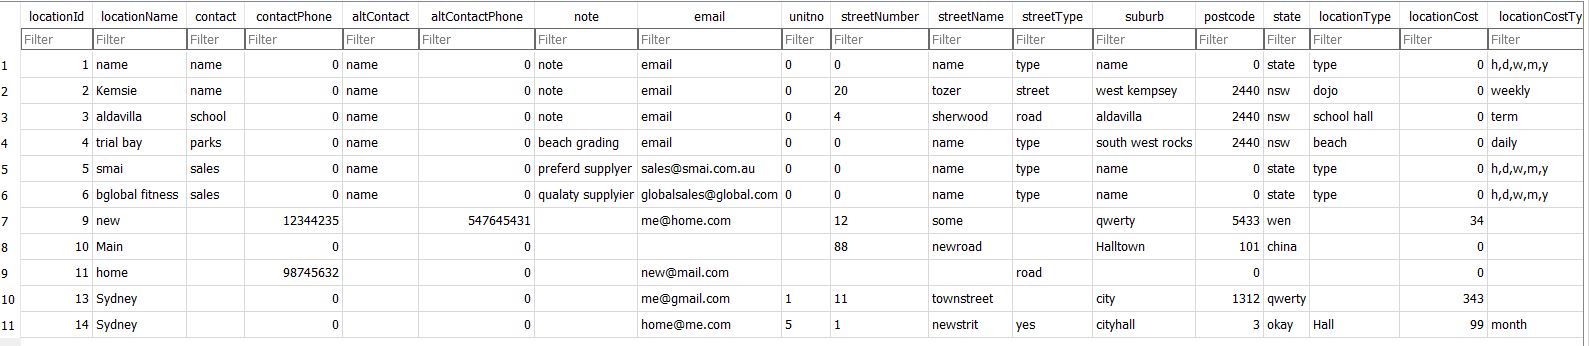 locationId locationName contact contactPhone altContact altContactPhone note email unitno streetNumber streetName streetType suburb postcode state locationType locationCost locationCostTy
Filter Filter Filter Filter Filter Filter Filter Filter Filter Filter Filter Filter Filter Filter Filter Filter Filter Filter
1 1 name name 0 name 0 note email 0 0 name type name 0 state type 0 h,d,w,m,y
2 2 Kemsie name 0 name 0 note email 0 20 tozer street west kempsey 2440 nsw dojo 0 weekly
3 3 aldavilla school 0 name 0 note email 0 4 sherwood road aldavilla 2440 nsw school hall 0 term
4 4 trial bay parks 0 name 0 beach grading email 0 0 name type south west rocks 2440 nsw beach 0 daily
5 5 smai sales 0 name 0 preferd supplyer sales@smai.com.au 0 0 name type name 0 state type 0 h,d,w,m,y
6 6 bglobal fitness sales 0 name 0 qualaty supplyier globalsales@global.com 0 0 name type name 0 state type 0 h,d,w,m,y
7 9 new 12344235 547645431 me@home.com 12 some qwerty 5433 wen 34
8 10 Main 0 0 88 newroad Halltown 101 china 0
9 11 home 98745632 0 new@mail.com road 0 0
10 13 Sydney 0 0 me@gmail.com 1 11 townstreet city 1312 qwerty 343
11 14 Sydney 0 0 home@me.com 5 1 newstrit yes cityhall 3 okay Hall 99 month